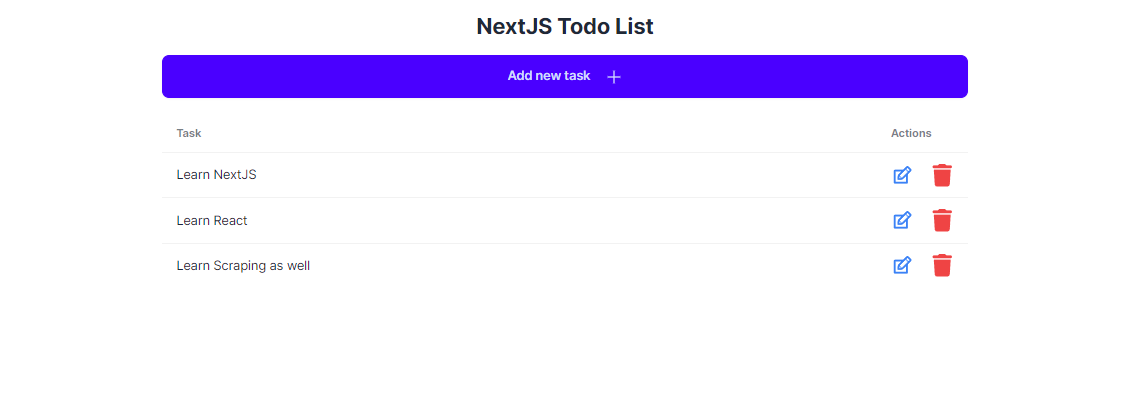 NextJS Todo List
Add new task
Task Actions
Learn NextJS
Learn React
Learn Scraping as well